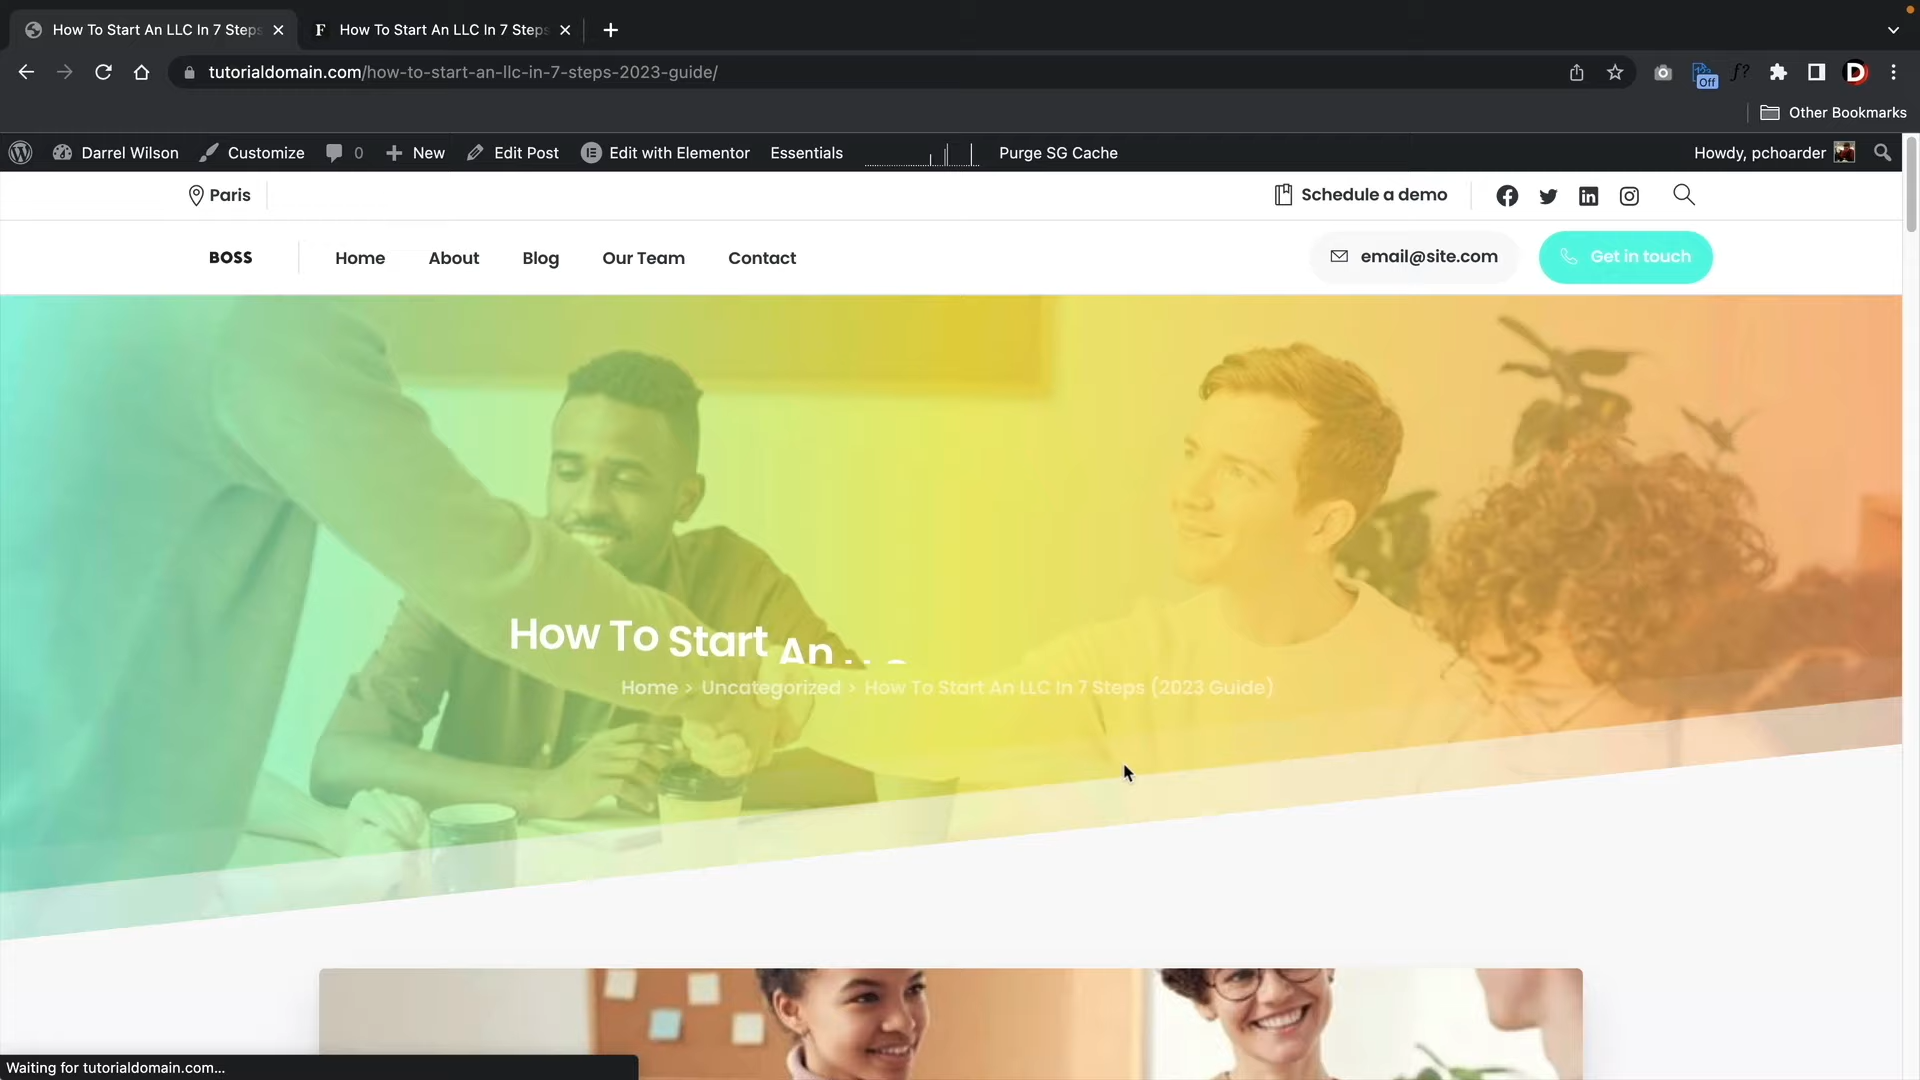 How To Start An LLC In 7 Steps
F How To Start An LLC In 7 Steps
tutorialdomain.com/how-to-start-an-llc-in-7-steps-2023-guide/
Off
f?
D
Other Bookmarks
Darrel Wilson Customize 0 New Edit Post Edit with Elementor Essentials Purge SG Cache Howdy, pchoarder
Paris Schedule a demo
BOSS Home About Blog Our Team Contact email@site.com Get in touch
How To Start An
Home > Uncategorized > How To Start An LLC In 7 Steps (2023 Guide)
Waiting for tutorialdomain.com...